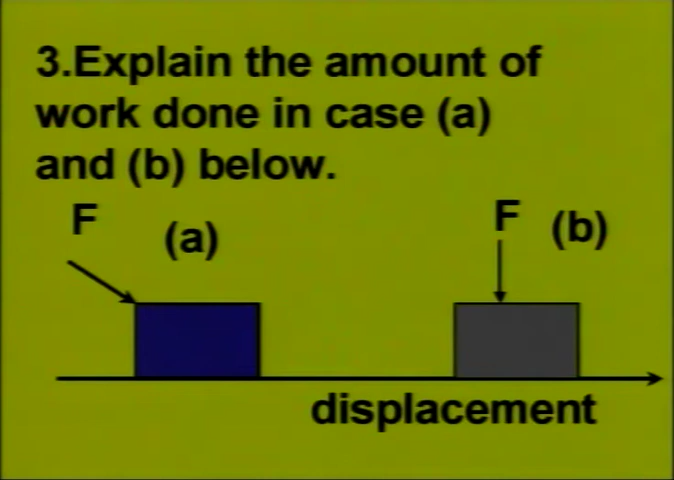 3.Explain the amount of
work done in case (a)
and (b) below.
F
(a)
F
(b)
displacement